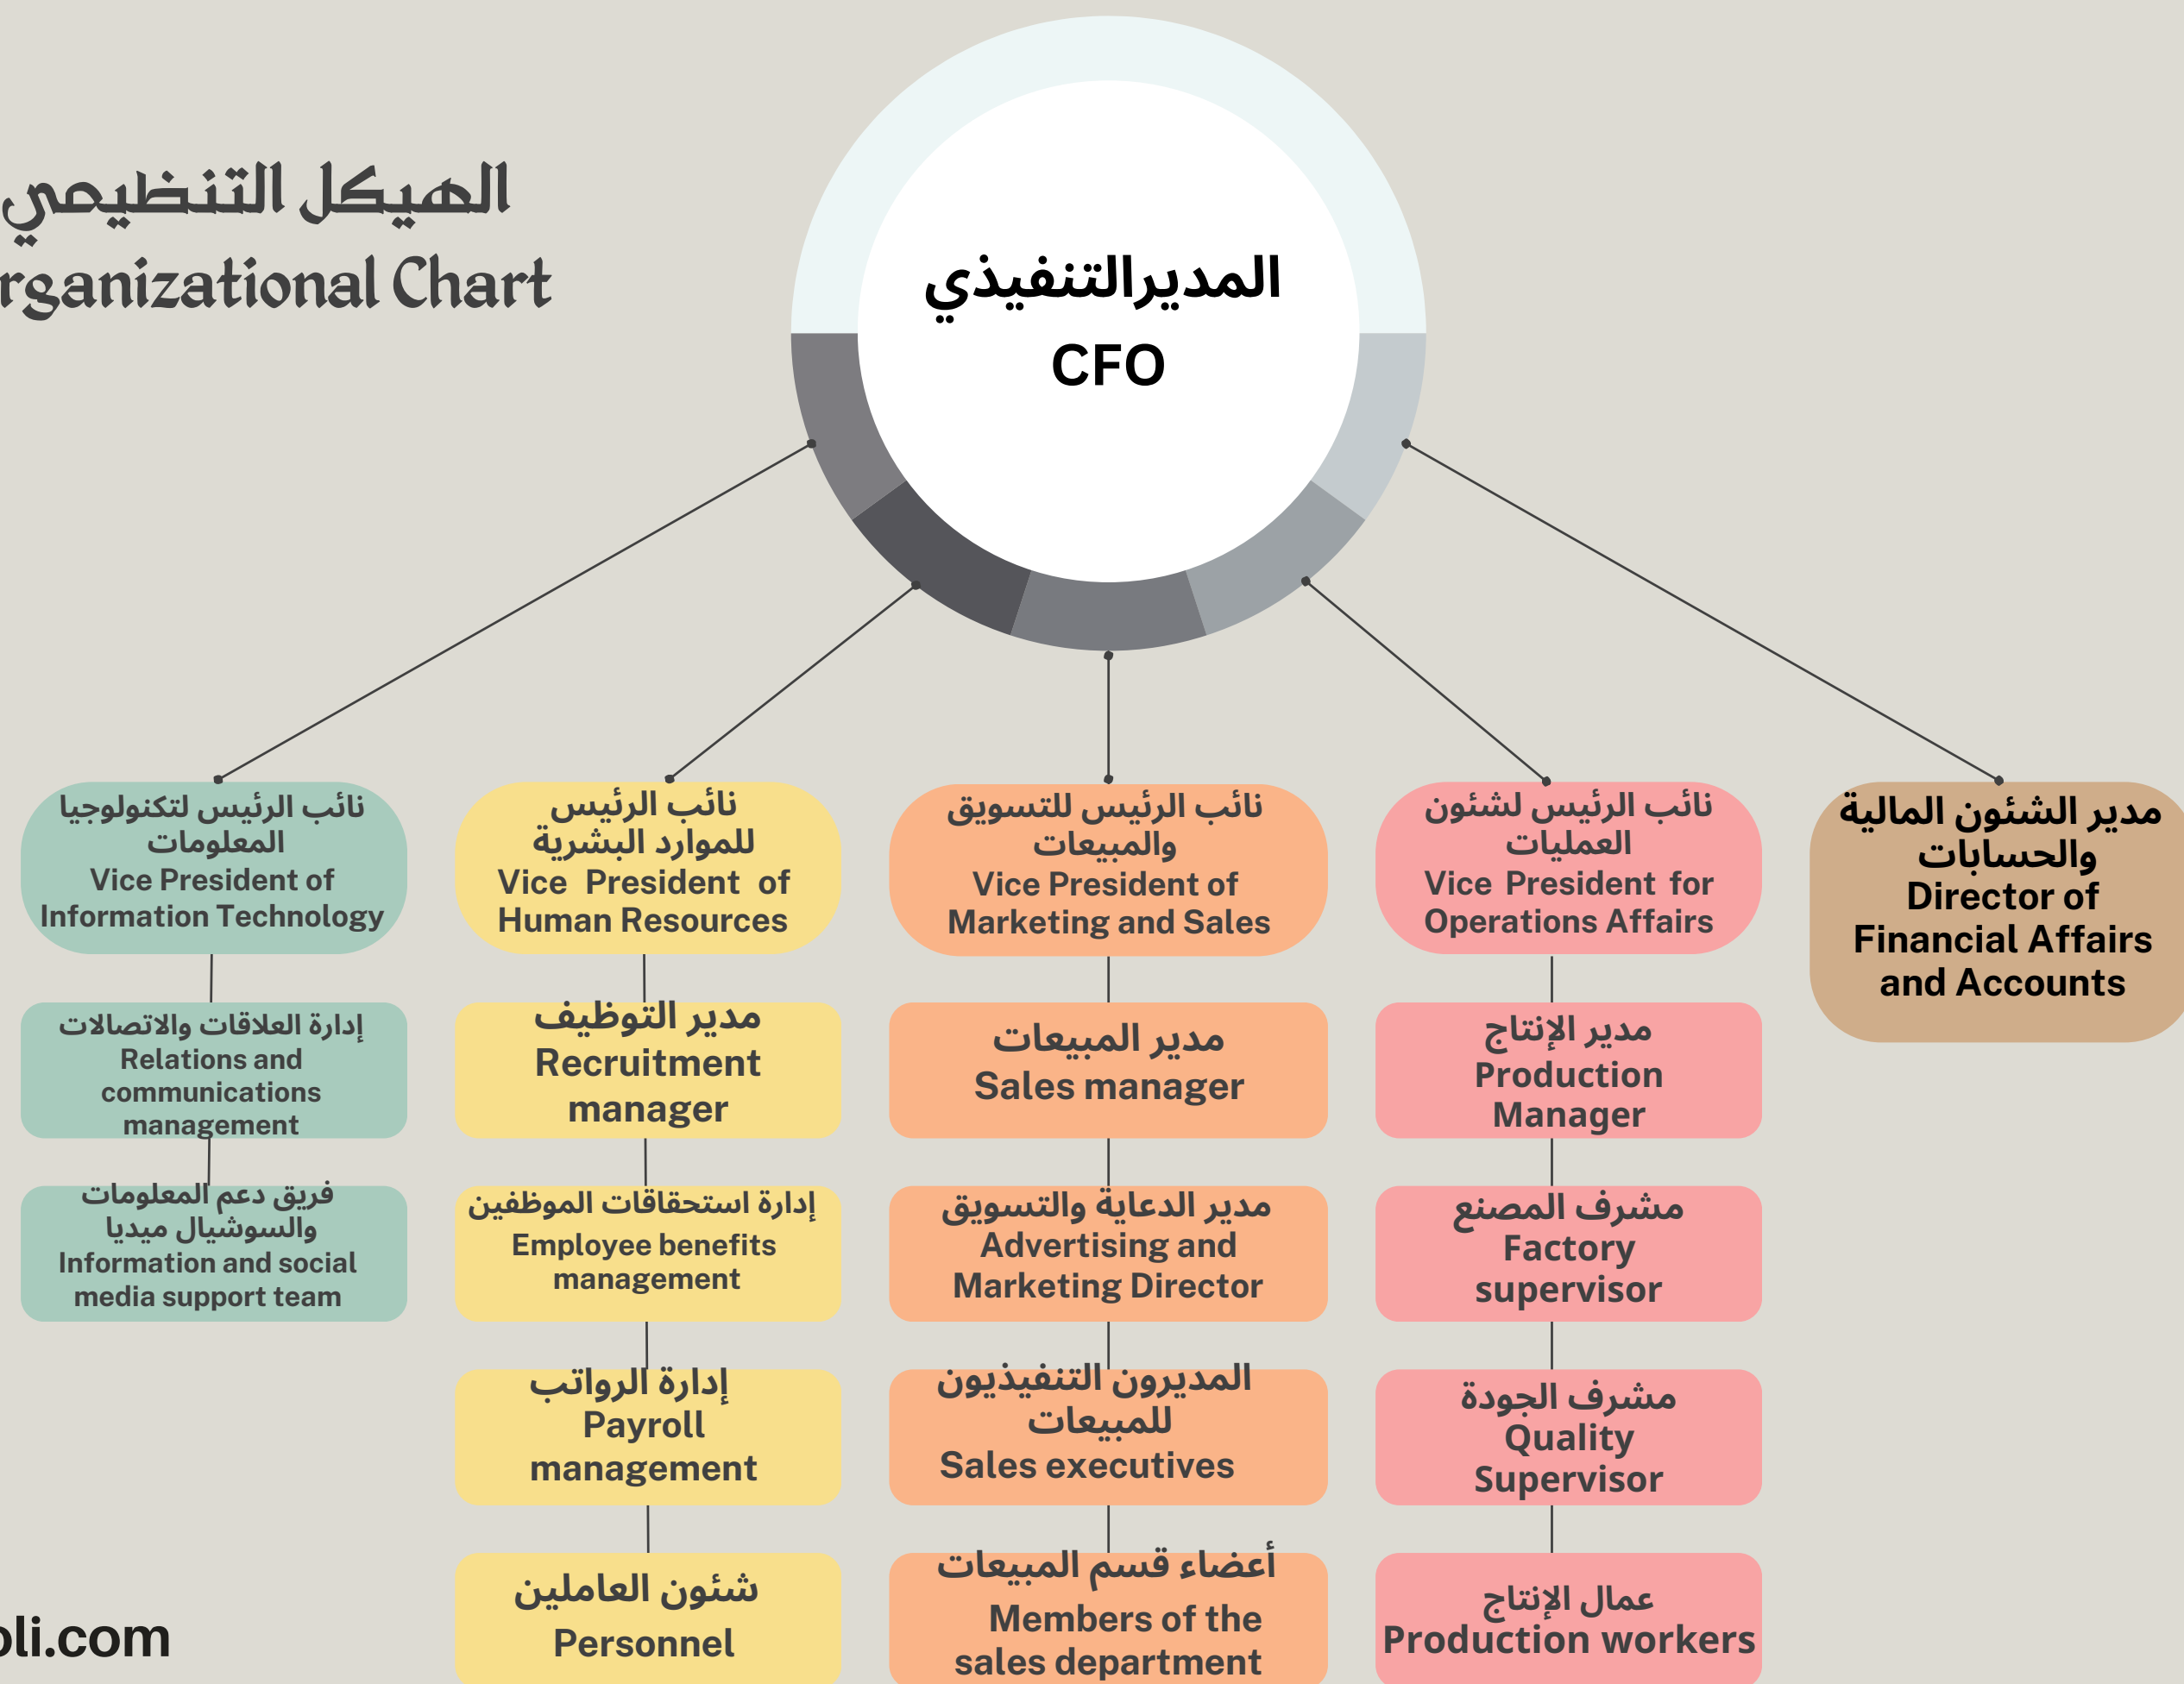 الهيكل التنظيمي
rganizational Chart
المديرالتنفيذي
CFO
نائب الرئيس لتكنولوجيا
المعلومات
Vice President of
Information Technology
إدارة العلاقات والاتصالات
Relations and
communications
management
فريق دعم المعلومات
والسوشيال ميديا
Information and social
media support team
نائب الرئيس
للموارد البشرية
Vice President of
Human Resources
مدير التوظيف
Recruitment
manager
إدارة استحقاقات الموظفين
Employee benefits
management
إدارة الرواتب
Payroll
management
شئون العاملين
Personnel
نائب الرئيس للتسويق
والمبيعات
Vice President of
Marketing and Sales
مدير المبيعات
Sales manager
مدير الدعاية والتسويق
Advertising and
Marketing Director
المديرون التنفيذيون
للمبيعات
Sales executives
أعضاء قسم المبيعات
Members of the
sales department
نائب الرئيس لشئون
العمليات
Vice President for
Operations Affairs
مدير الإنتاج
Production
Manager
مشرف المصنع
Factory
supervisor
مشرف الجودة
Quality
Supervisor
عمال الإنتاج
Production workers
مدير الشئون المالية
والحسابات
Director of
Financial Affairs
and Accounts
oli.com